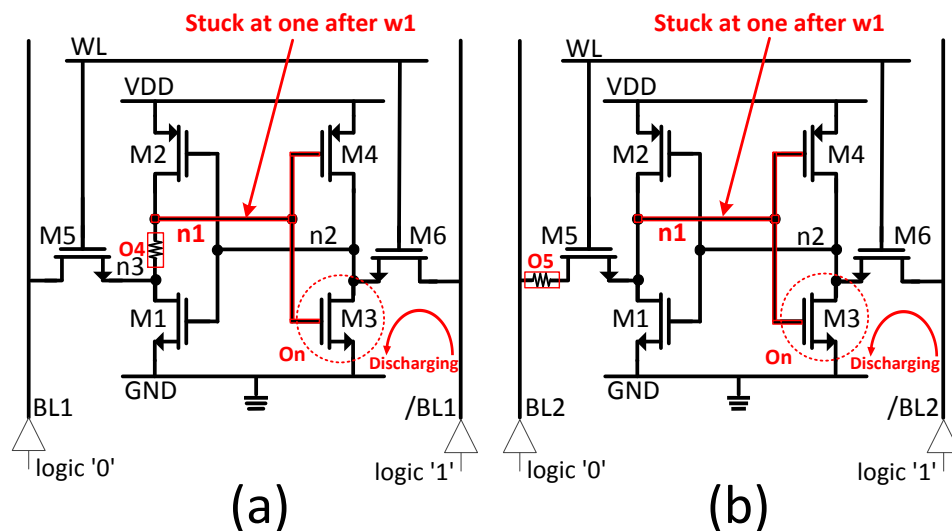 Stuck at one after w1
WL
VDD
M2
M4
M5
O4
n1
n2
M6
n3
M1
M3
On
Discharging
GND
BL1
/BL1
logic '0'
logic '1'
(a)
Stuck at one after w1
WL
VDD
M2
M4
M5
O5
n1
n2
M6
M1
M3
On
Discharging
GND
BL2
/BL2
logic '0'
logic '1'
(b)